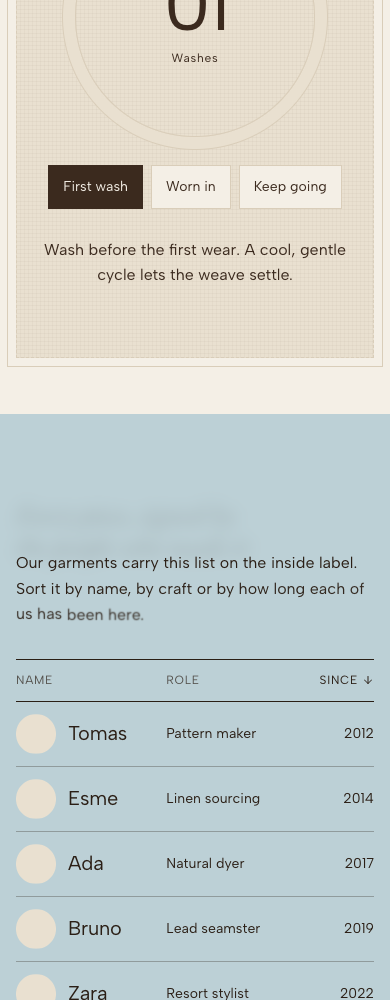 01
Washes
First wash
Worn in
Keep going
Wash before the first wear. A cool, gentle
cycle lets the weave settle.
Our garments carry this list on the inside label.
Sort it by name, by craft or by how long each of
us has been here.
NAME ROLE SINCE ↓
Tomas Pattern maker 2012
Esme Linen sourcing 2014
Ada Natural dyer 2017
Bruno Lead seamster 2019
Zara Resort stylist 2022